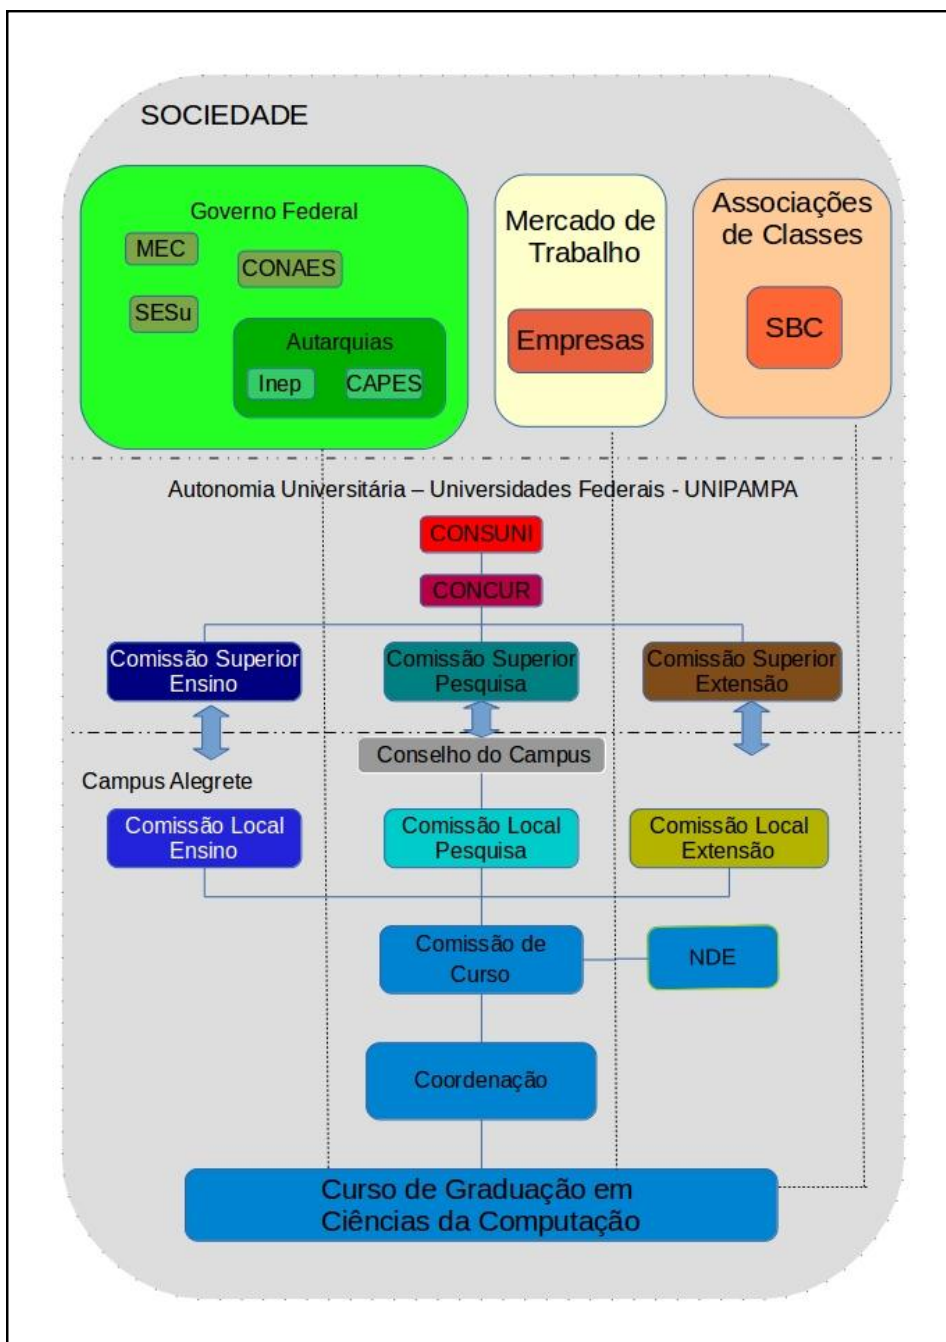 SOCIEDADE
Governo Federal
MEC
CONAES
SESu
Autarquias
Inep
CAPES
Mercado de
Trabalho
Empresas
Associações
de Classes
SBC
Autonomia Universitária – Universidades Federais - UNIPAMPA
CONSUNI
CONCUR
Comissão Superior
Ensino
Comissão Superior
Pesquisa
Comissão Superior
Extensão
Conselho do Campus
Campus Alegrete
Comissão Local
Ensino
Comissão Local
Pesquisa
Comissão Local
Extensão
Comissão de
Curso
NDE
Coordenação
Curso de Graduação em
Ciências da Computação